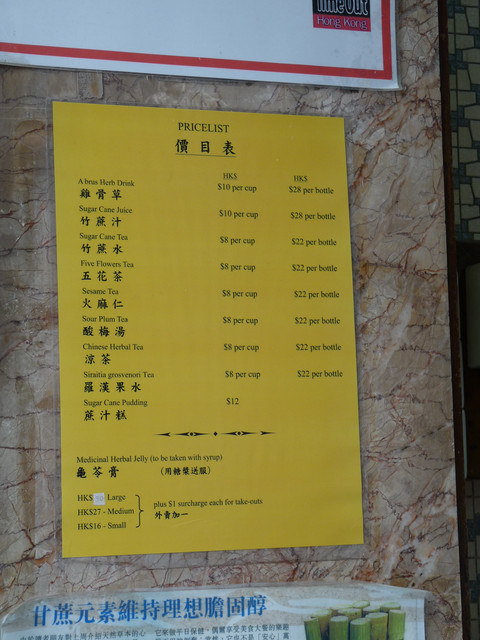 Time Out
Hong Kong
PRICELIST
價目表
HK$ HK$
Abrus Herb Drink $10 per cup $28 per bottle
雞骨草
Sugar Cane Juice $10 per cup $28 per bottle
竹蔗汁
Sugar Cane Tea $8 per cup $22 per bottle
竹蔗水
Five Flowers Tea $8 per cup $22 per bottle
五花茶
Sesame Tea $8 per cup $22 per bottle
火麻仁
Sour Plum Tea $8 per cup $22 per bottle
酸梅湯
Chinese Herbal Tea $8 per cup $22 per bottle
涼茶
Siraitia grosvenori Tea $8 per cup $22 per bottle
羅漢果水
Sugar Cane Pudding $12
蔗汁糕
Medicinal Herbal Jelly (to be taken with syrup)
龜苓膏 (用糖漿送服)
HK$ Large
HK$27 - Medium
HK$16 - Small
plus $1 surcharge each for take-outs
外賣加一
甘蔗元素維持理想膽固醇